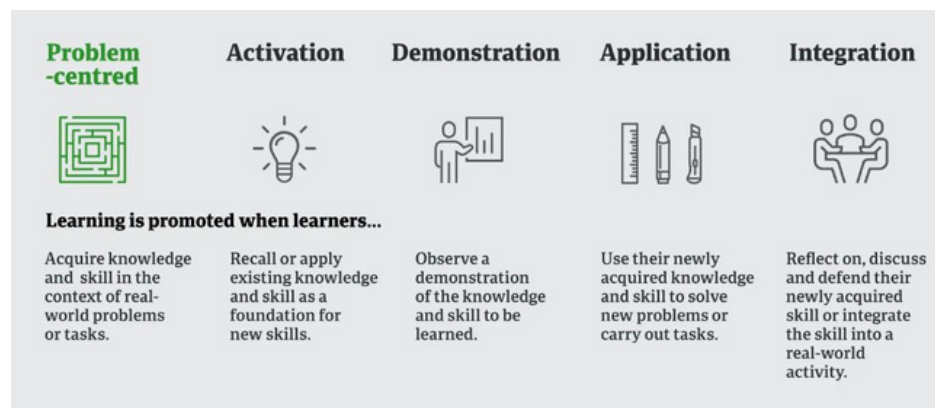 Problem
-centred
Activation
Demonstration
Application
Integration
Learning is promoted when learners...
Acquire knowledge
and skill in the
context of real-
world problems
or tasks.
Recall or apply
existing knowledge
and skill as a
foundation for
new skills.
Observe a
demonstration
of the knowledge
and skill to be
learned.
Use their newly
acquired knowledge
and skill to solve
new problems or
carry out tasks.
Reflect on, discuss
and defend their
newly acquired
skill or integrate
the skill into a
real-world
activity.